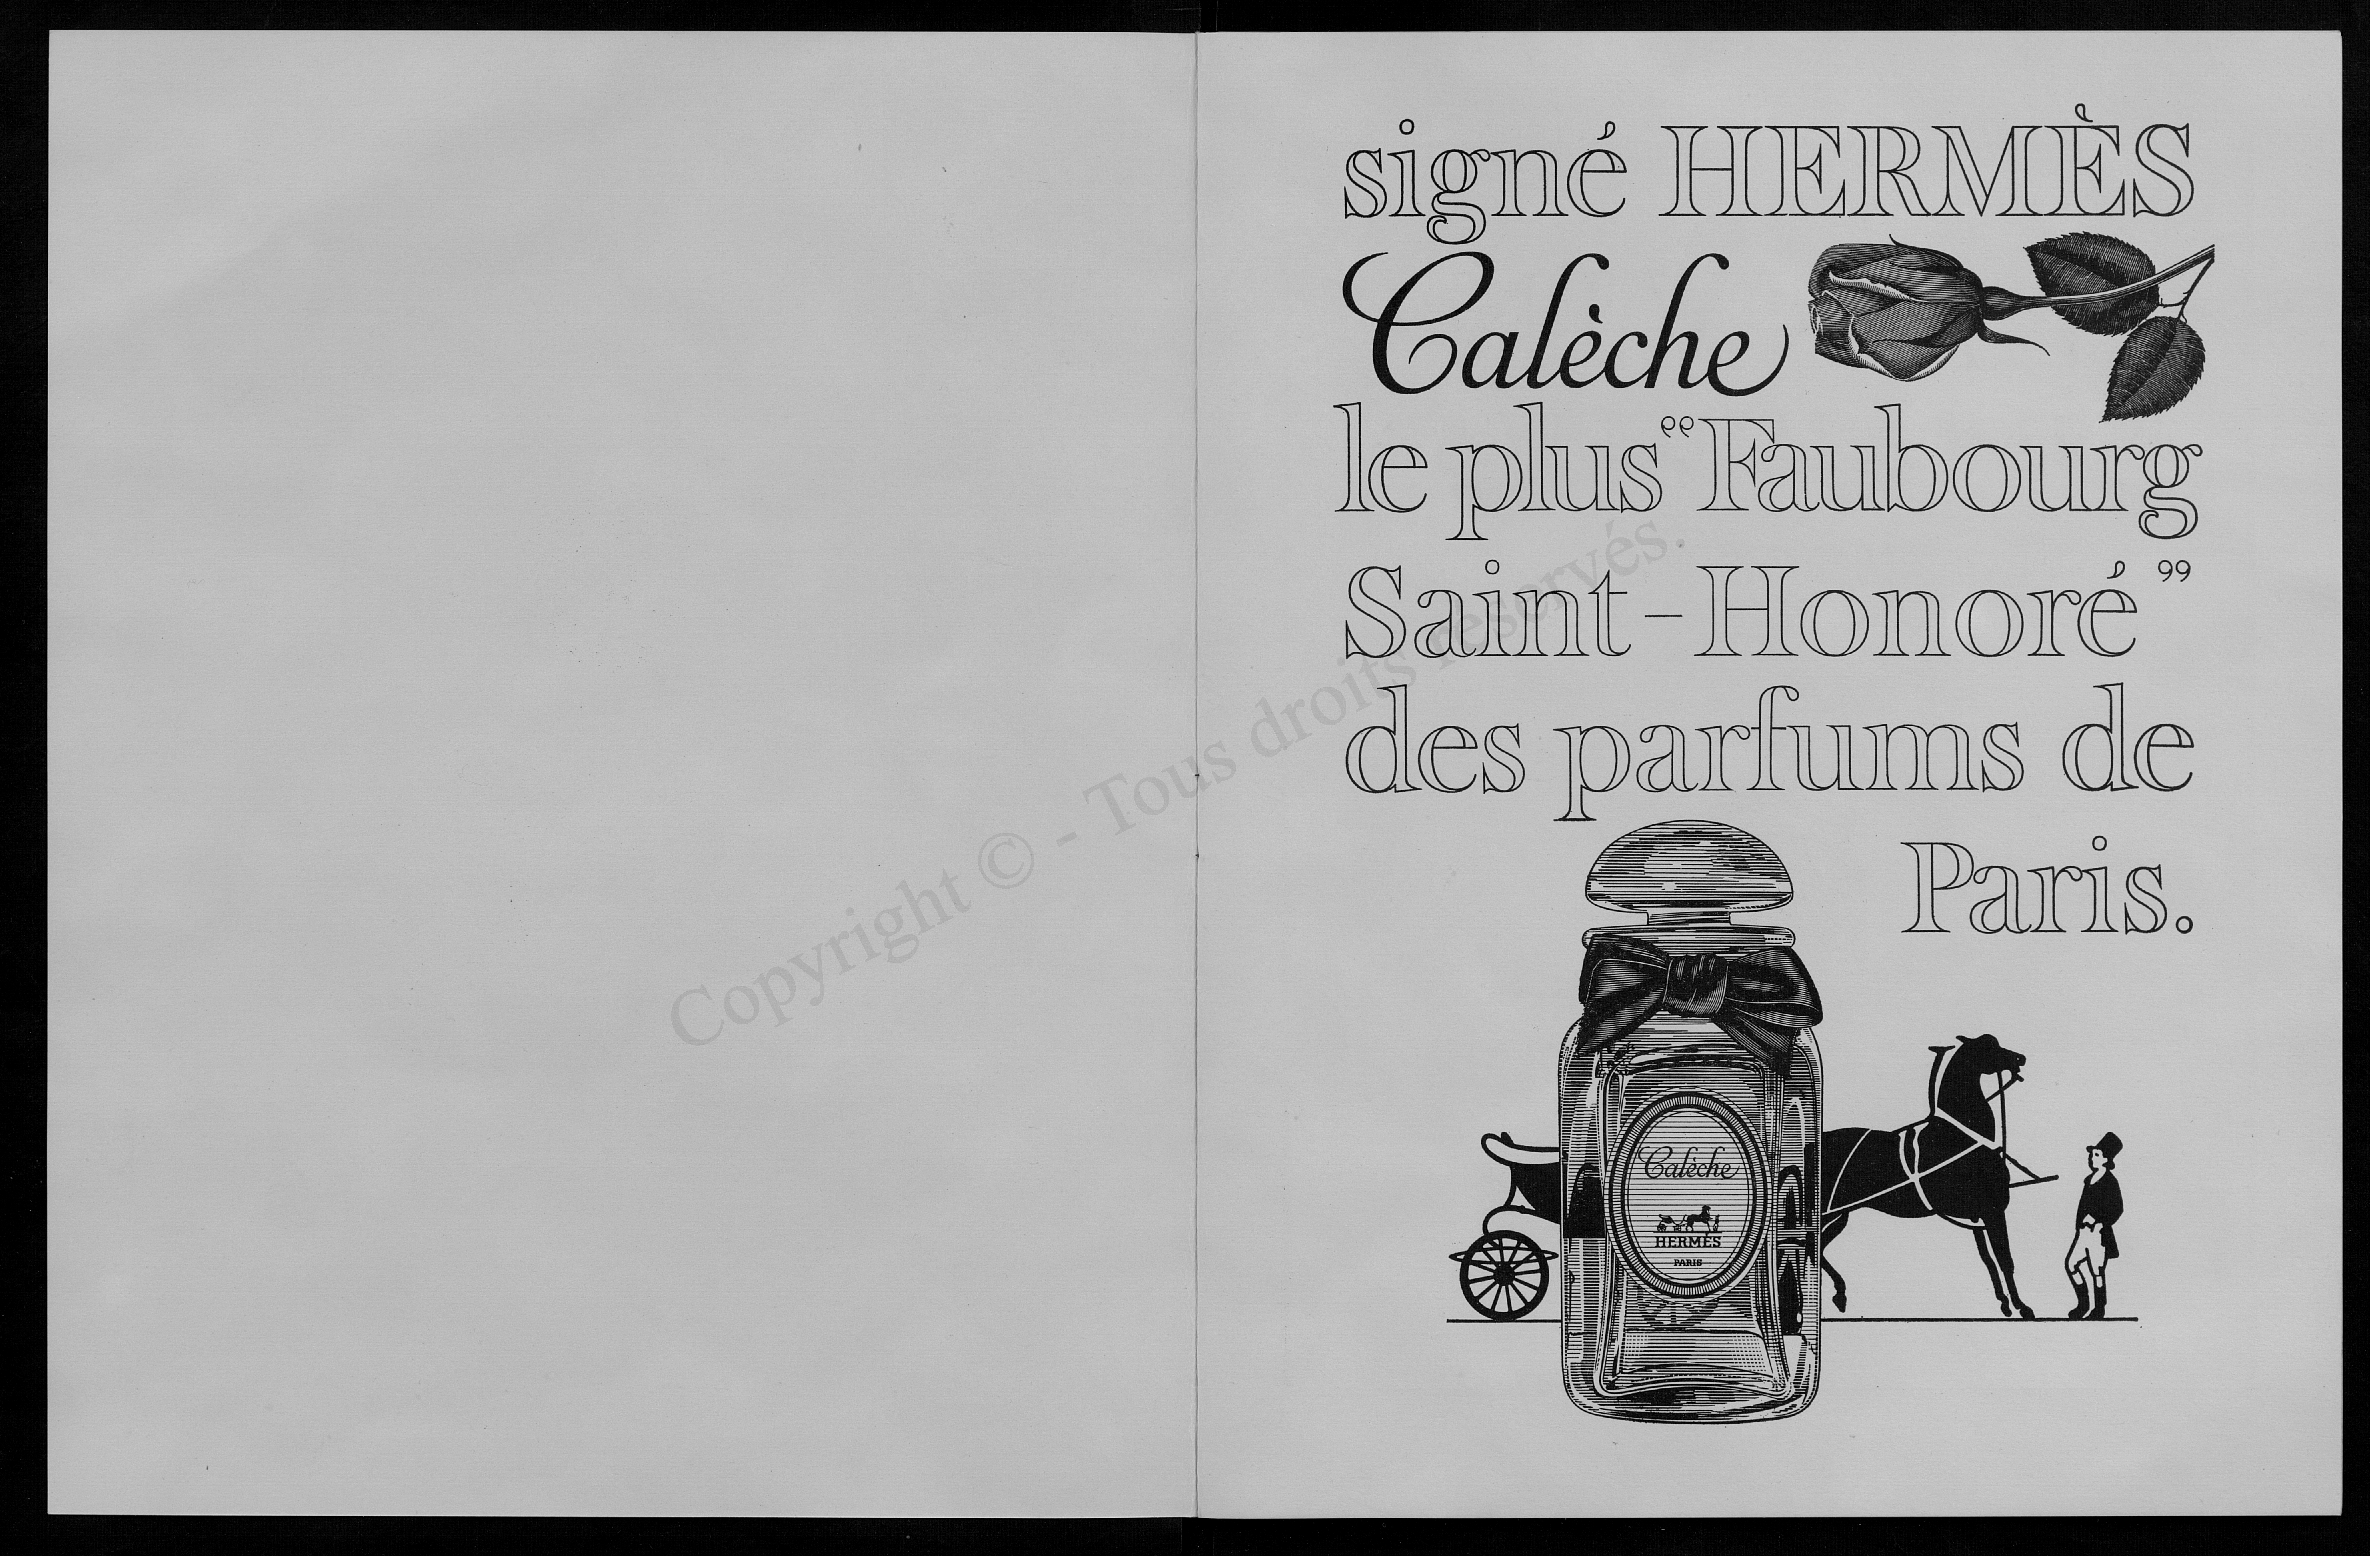 signé HERMÈS
Calèche
le plus “Faubourg
Saint-Honoré”
des parfums de
Paris.
Calèche
HERMÈS
PARIS
Copyright © - Tous droits réservés.